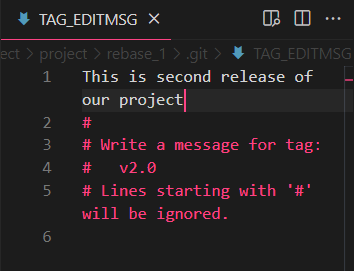 TAG_EDITMSG
ect > project > rebase_1 > .git > TAG_EDITMSG
1 This is second release of
our project
2 #
3 # Write a message for tag:
4 #   v2.0
5 # Lines starting with '#'
will be ignored.
6